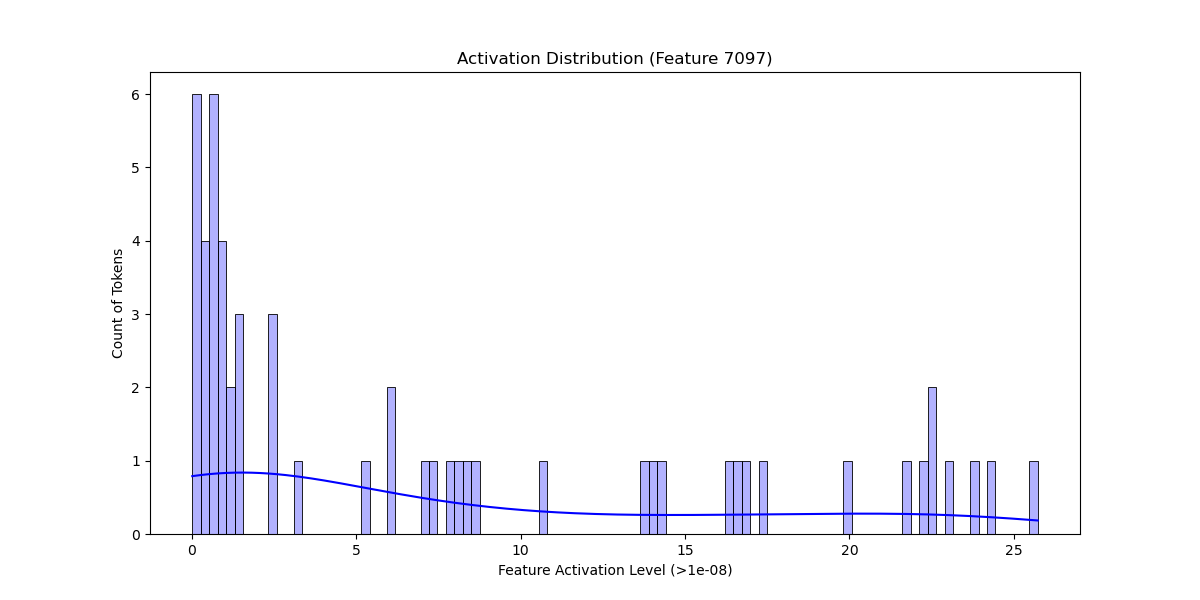 Activation Distribution (Feature 7097)
6
5
4
3
2
1
0
Count of Tokens
0 5 10 15 20 25
Feature Activation Level (>1e-08)